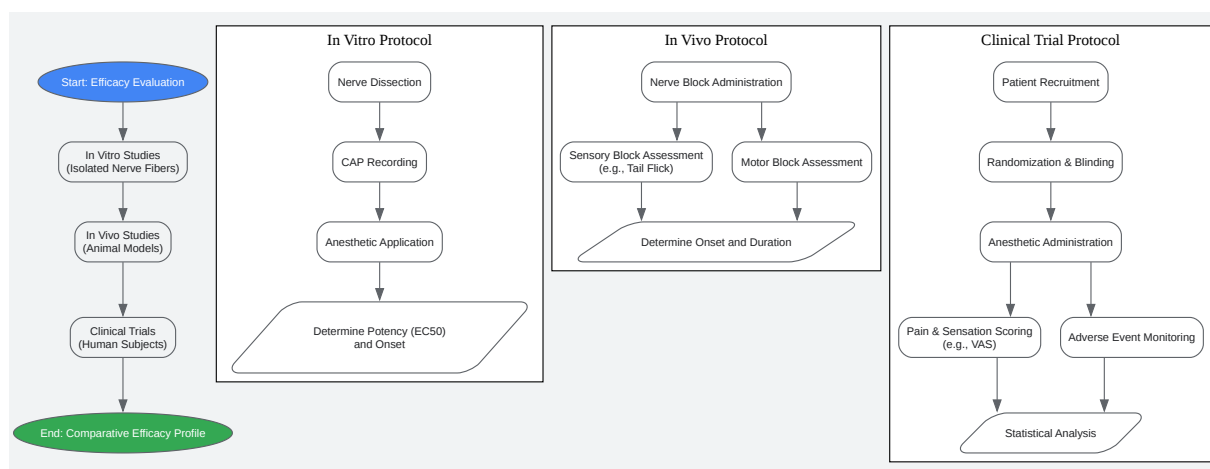 Start: Efficacy Evaluation
In Vitro Studies
(Isolated Nerve Fibers)
In Vivo Studies
(Animal Models)
Clinical Trials
(Human Subjects)
End: Comparative Efficacy Profile
In Vitro Protocol
Nerve Dissection
CAP Recording
Anesthetic Application
Determine Potency (EC50)
and Onset
In Vivo Protocol
Nerve Block Administration
Sensory Block Assessment
(e.g., Tail Flick)
Motor Block Assessment
Determine Onset and Duration
Clinical Trial Protocol
Patient Recruitment
Randomization & Blinding
Anesthetic Administration
Pain & Sensation Scoring
(e.g., VAS)
Adverse Event Monitoring
Statistical Analysis